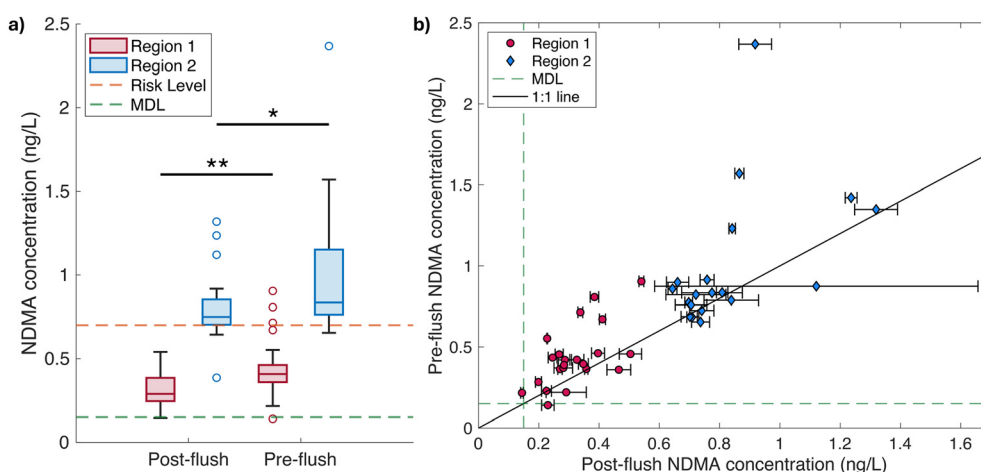 a)
NDMA concentration (ng/L)
2.5
2
1.5
1
0.5
0
Region 1
Region 2
Risk Level
MDL
*
**
Post-flush
Pre-flush
b)
Pre-flush NDMA concentration (ng/L)
2.5
2
1.5
1
0.5
0
Region 1
Region 2
MDL
1:1 line
0
0.2
0.4
0.6
0.8
1
1.2
1.4
1.6
Post-flush NDMA concentration (ng/L)